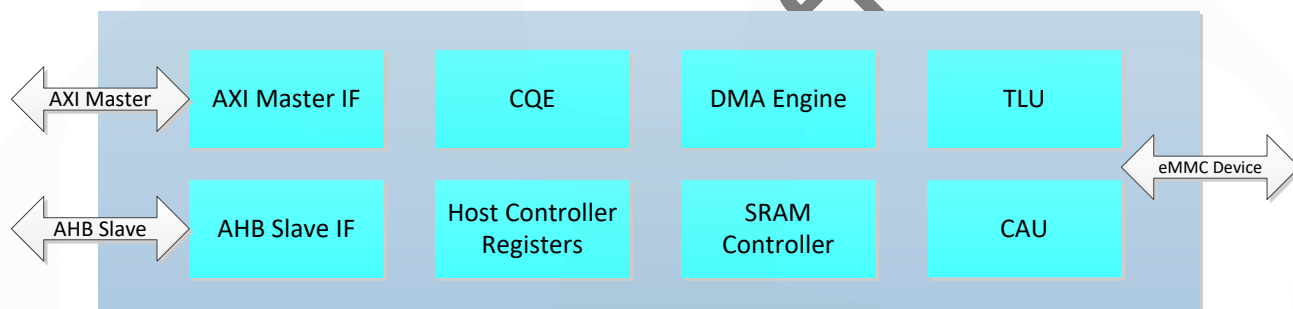 AXI Master
AXI Master IF
CQE
DMA Engine
TLU
eMMC Device
AHB Slave
AHB Slave IF
Host Controller
Registers
SRAM
Controller
CAU